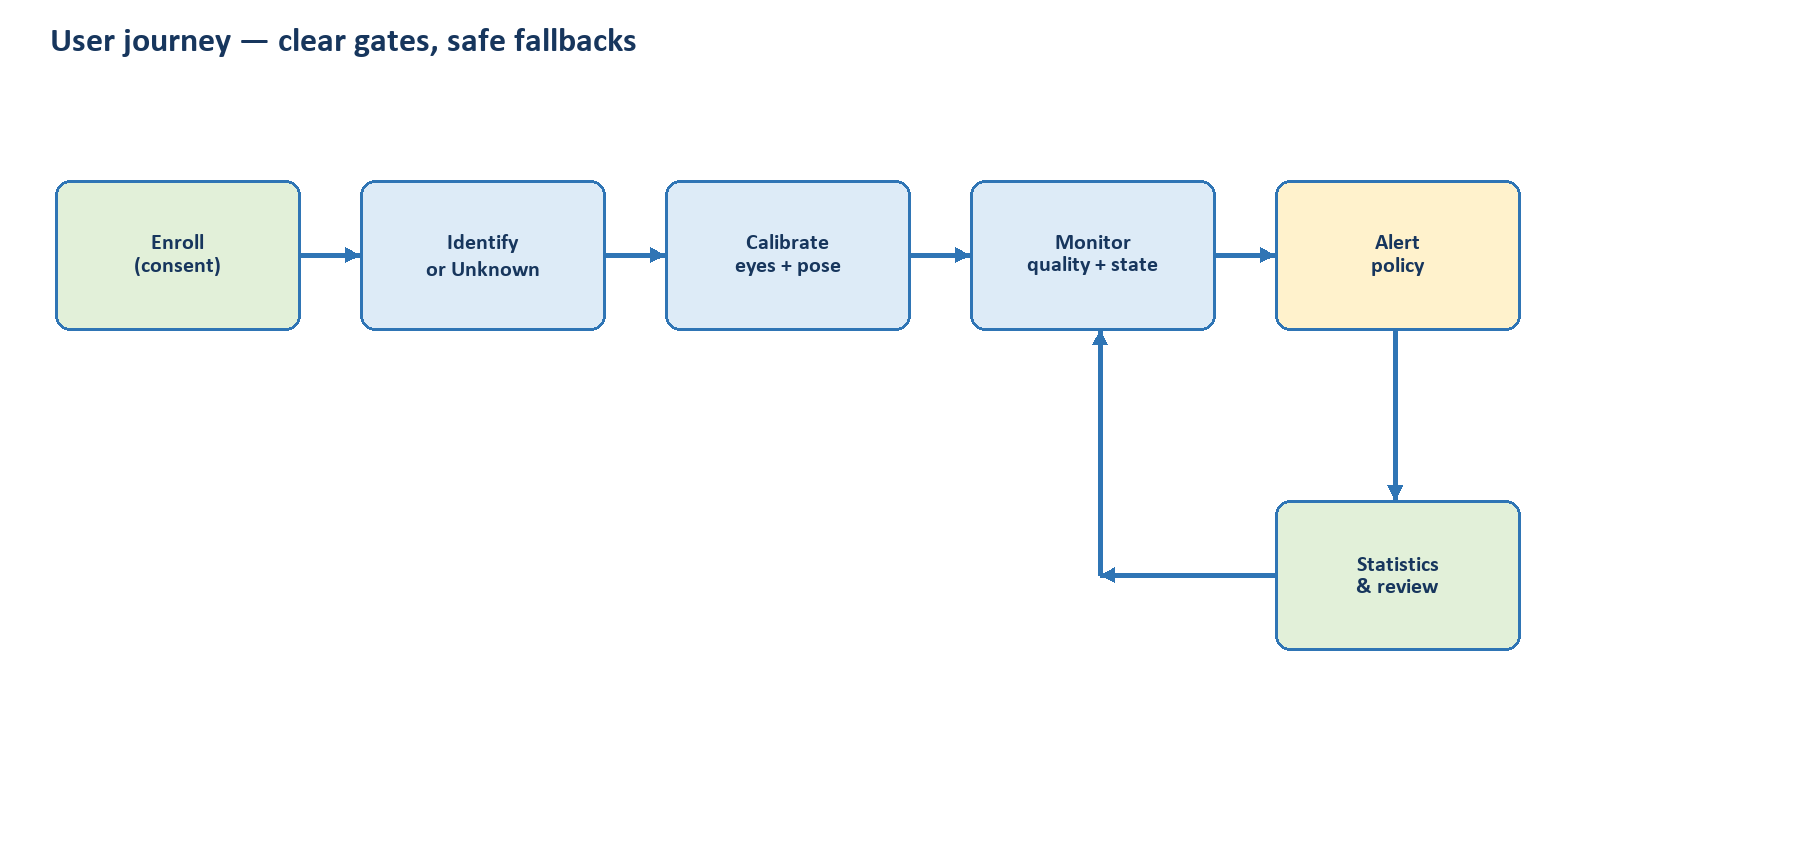 User journey — clear gates, safe fallbacks
Enroll
(consent)
Identify
or Unknown
Calibrate
eyes + pose
Monitor
quality + state
Alert
policy
Statistics
& review